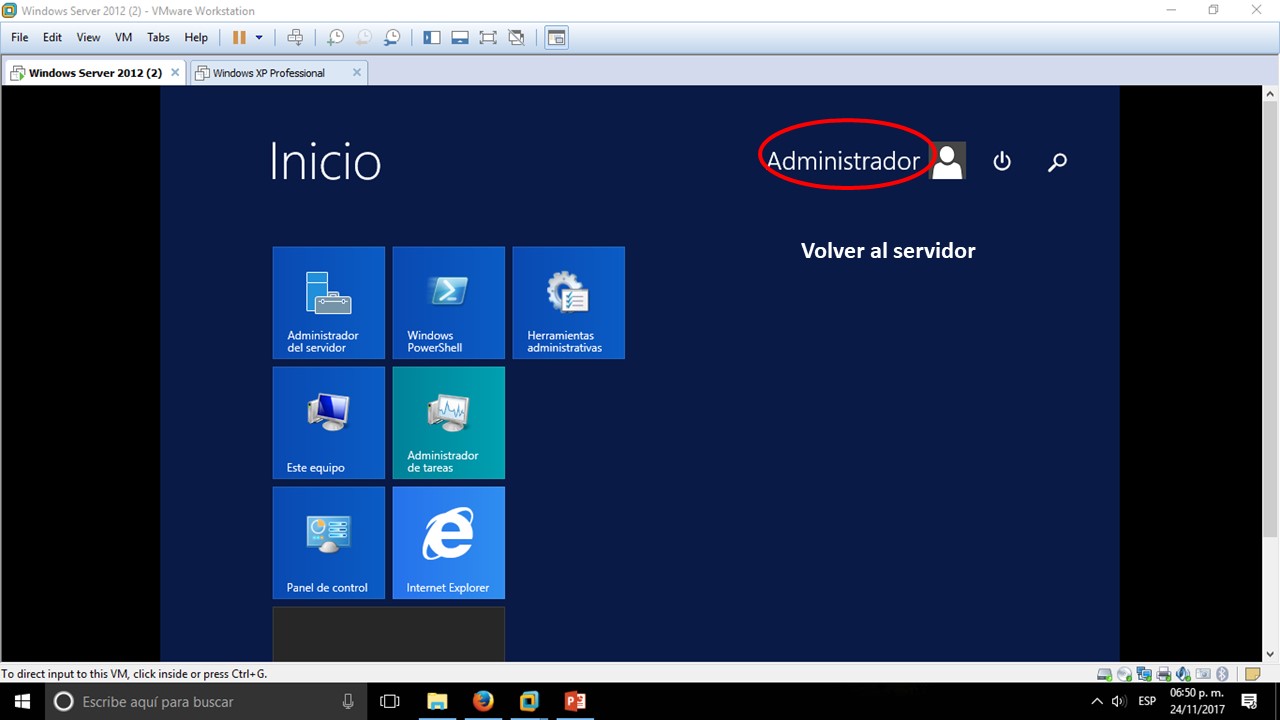 Windows Server 2012 (2) - VMware Workstation
File Edit View VM Tabs Help
Windows Server 2012 (2) Windows XP Professional
Inicio
Administrador
Volver al servidor
Administrador
del servidor
Windows
PowerShell
Herramientas
administrativas
Este equipo
Administrador
de tareas
Panel de control
Internet Explorer
To direct input to this VM, click inside or press Ctrl+G.
Escribe aquí para buscar
ESP
06:50 p. m.
24/11/2017